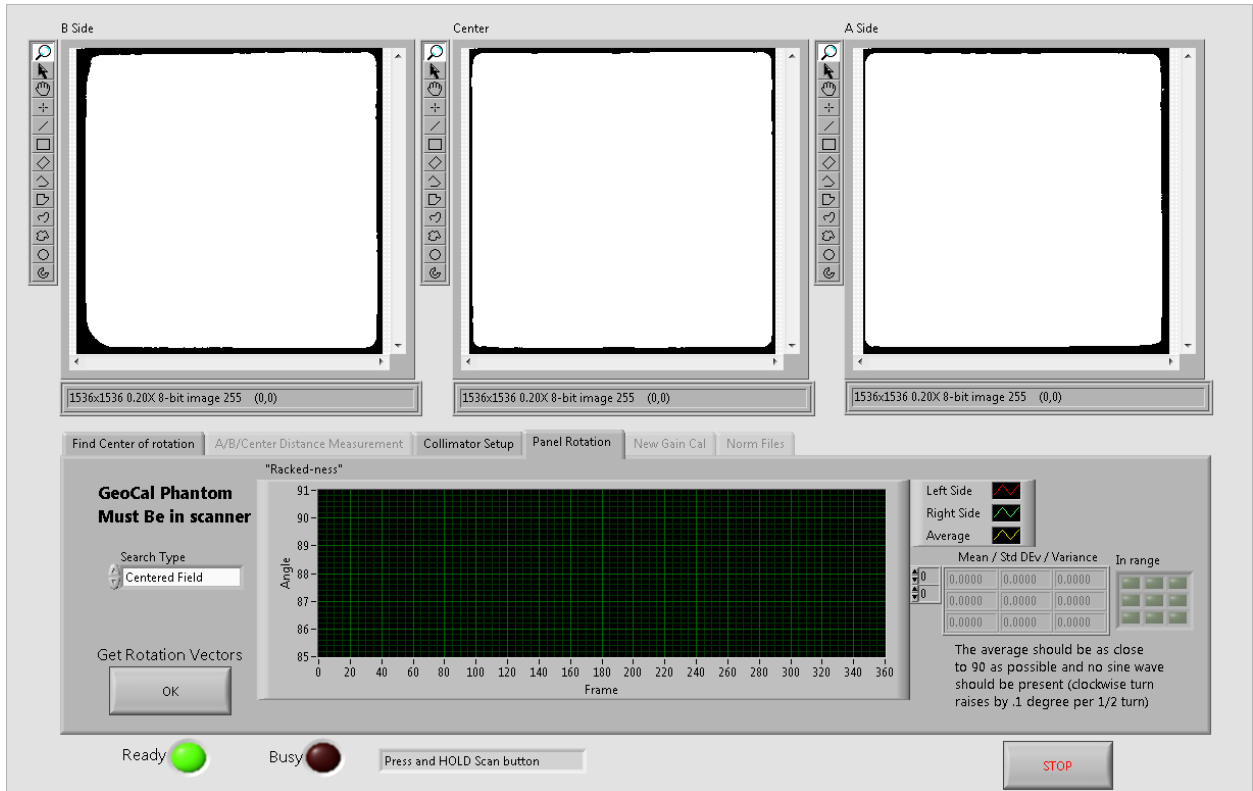 B Side
Center
A Side
1536x1536 0.20X 8-bit image 255 (0,0)
1536x1536 0.20X 8-bit image 255 (0,0)
1536x1536 0.20X 8-bit image 255 (0,0)
Find Center of rotation
A/B/Center Distance Measurement
Collimator Setup
Panel Rotation
New Gain Cal
Norm Files
GeoCal Phantom
Must Be in scanner
Search Type
Centered Field
Get Rotation Vectors
OK
"Racked-ness"
Angle
91
90
89
88
87
86
85
0 20 40 60 80 100 120 140 160 180 200 220 240 260 280 300 320 340 360
Frame
Left Side
Right Side
Average
Mean / Std DEv / Variance
In range
0
0
0.0000 0.0000 0.0000
0.0000 0.0000 0.0000
0.0000 0.0000 0.0000
The average should be as close
to 90 as possible and no sine wave
should be present (clockwise turn
raises by .1 degree per 1/2 turn)
Ready
Busy
Press and HOLD Scan button
STOP